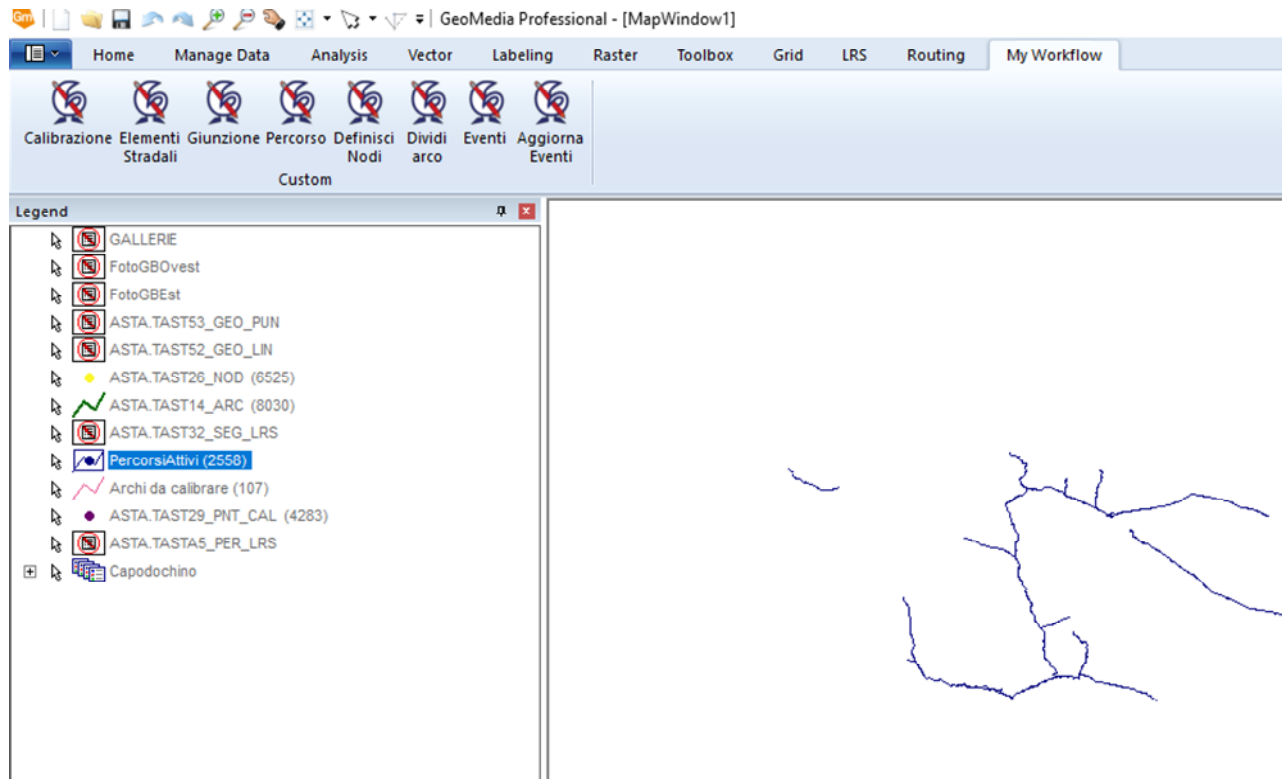 Gm GeoMedia Professional - [MapWindow1]
Home Manage Data Analysis Vector Labeling Raster Toolbox Grid LRS Routing My Workflow
Calibrazione Elementi Stradali Giunzione Percorso Definisci Nodi Dividi arco Eventi Aggiorna Eventi
Custom
Legend
GALLERIE
FotoGBOvest
FotoGBEst
ASTA.TAST53_GEO_PUN
ASTA.TAST52_GEO_LIN
ASTA.TAST26_NOD (6525)
ASTA.TAST14_ARC (8030)
ASTA.TAST32_SEG_LRS
PercorsiAttivi (2558)
Archi da calibrare (107)
ASTA.TAST29_PNT_CAL (4283)
ASTA.TASTA5_PER_LRS
Capodochino